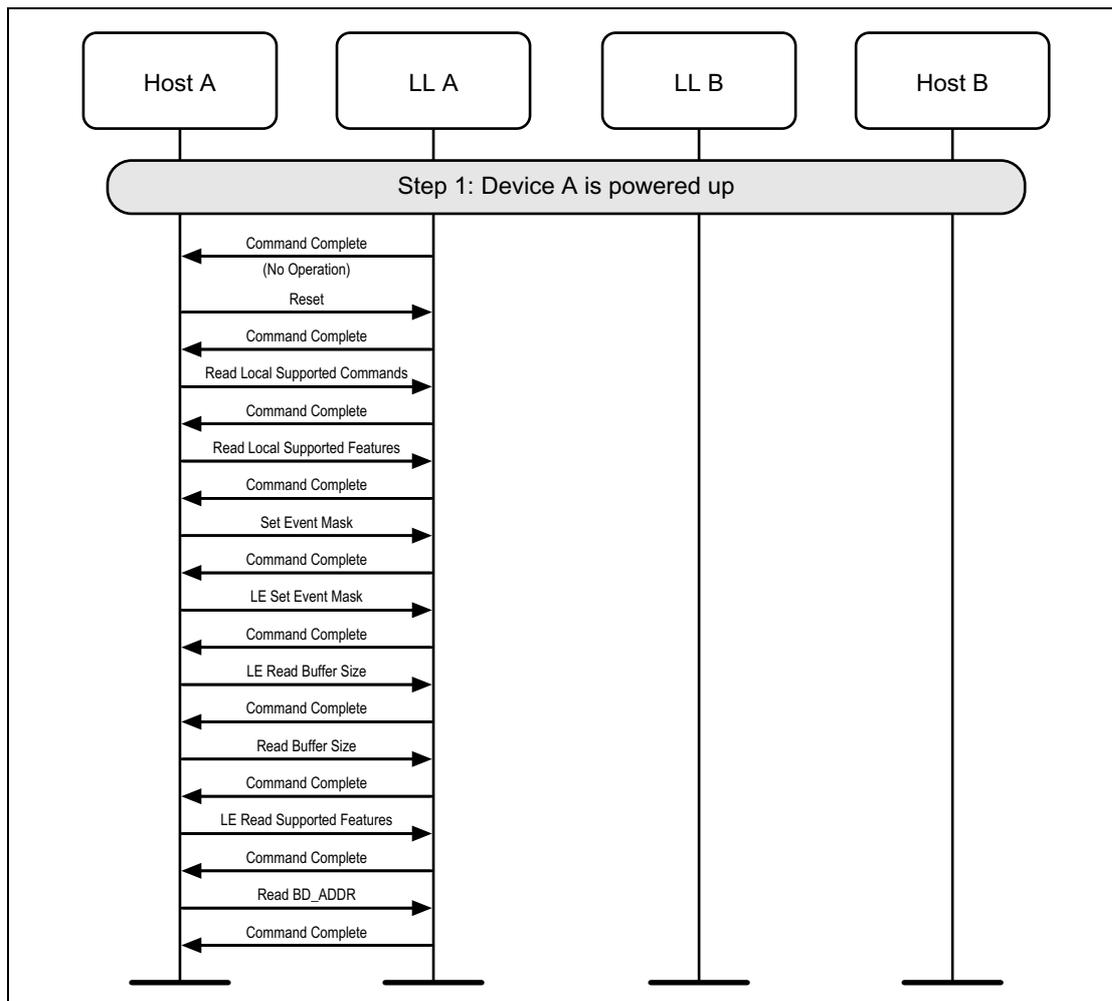 Host A
LL A
LL B
Host B
Step 1: Device A is powered up
Command Complete
(No Operation)
Reset
Command Complete
Read Local Supported Commands
Command Complete
Read Local Supported Features
Command Complete
Set Event Mask
Command Complete
LE Set Event Mask
Command Complete
LE Read Buffer Size
Command Complete
Read Buffer Size
Command Complete
LE Read Supported Features
Command Complete
Read BD_ADDR
Command Complete